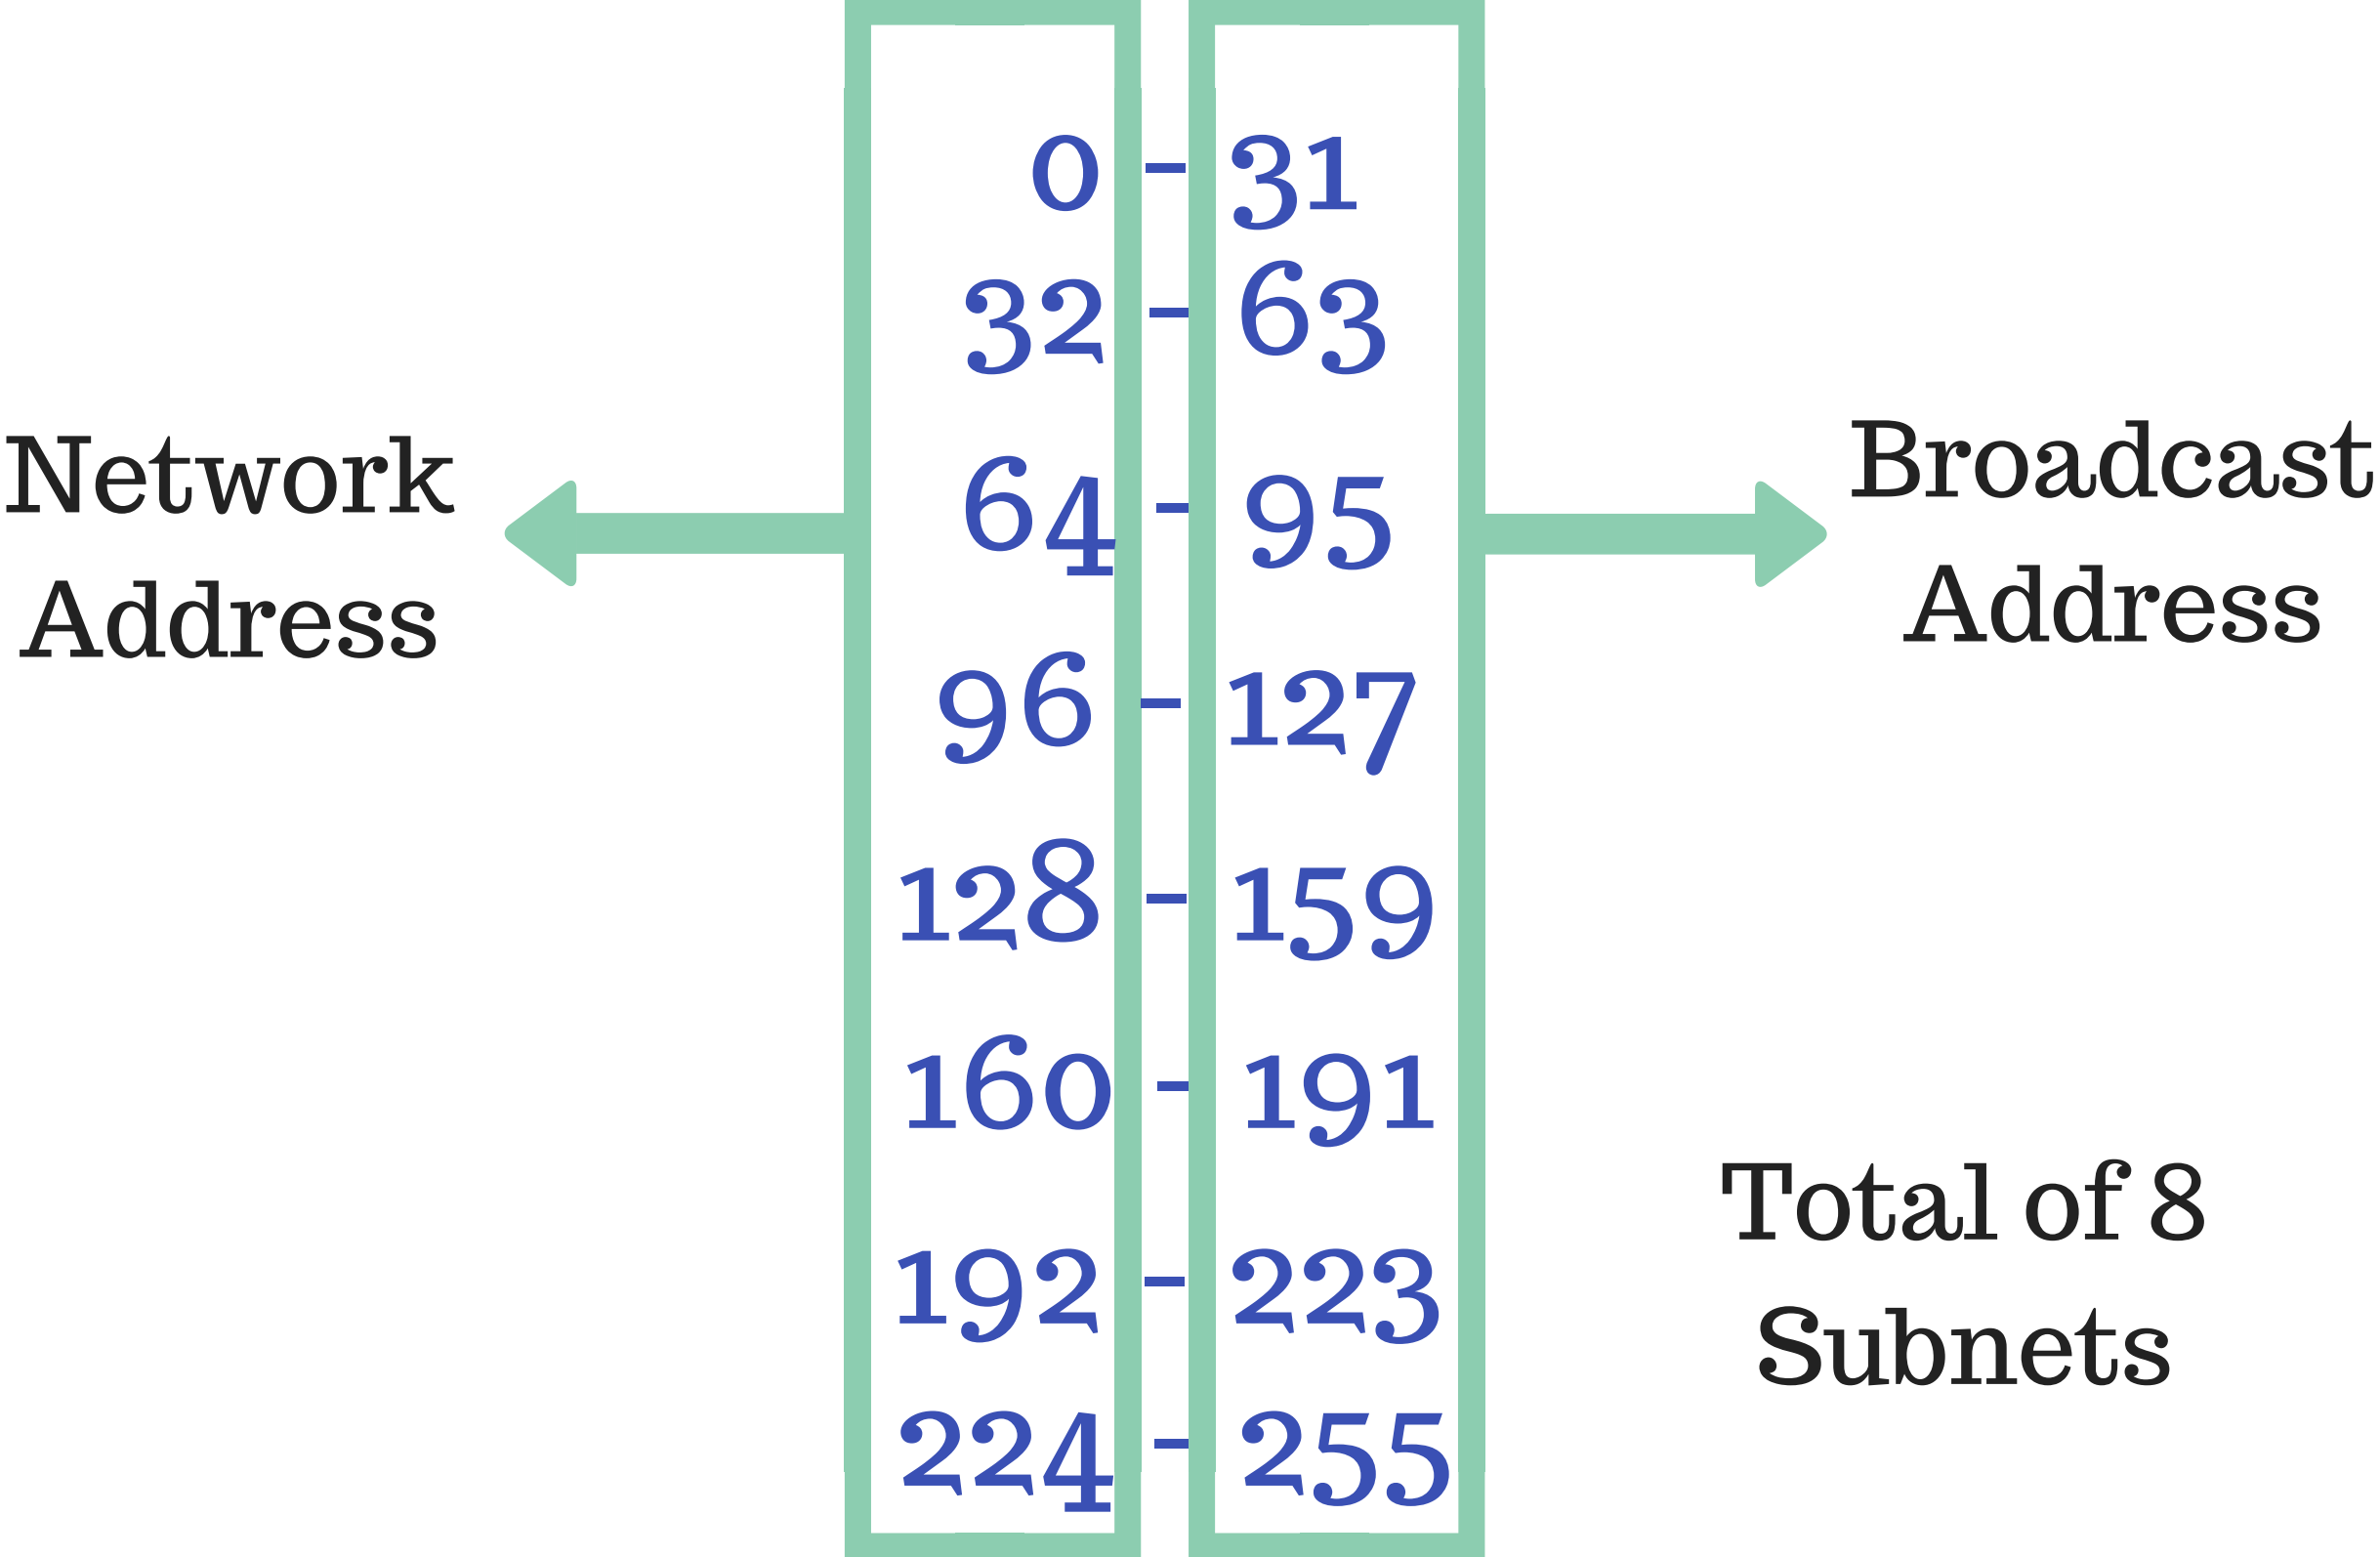 0 - 31
32 - 63
64 - 95
96 - 127
128 - 159
160 - 191
192 - 223
224 - 255
Network
Address
Broadcast
Address
Total of 8
Subnets